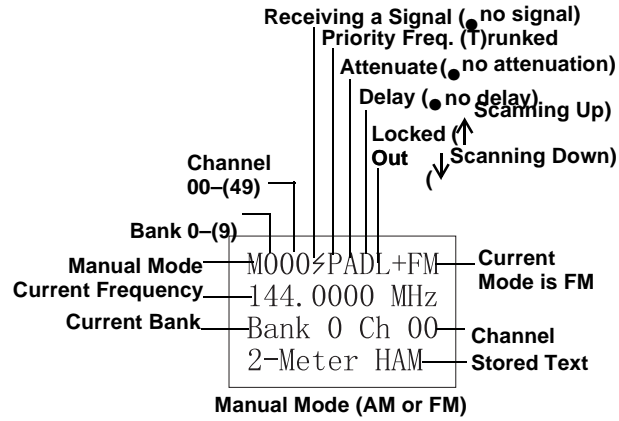 Receiving a Signal (●no signal)
Priority Freq. (T)runked
Attenuate(●no attenuation)
Delay (●no delay)
Scanning Up)
Locked (↑
Out
Scanning Down)
(↓
Channel
00–(49)
Bank 0–(9)
Manual Mode
M000⚡PADL+FM
Current
Mode is FM
Current Frequency
144.0000 MHz
Current Bank
Bank 0 Ch 00
Channel
2-Meter HAM
Stored Text
Manual Mode (AM or FM)